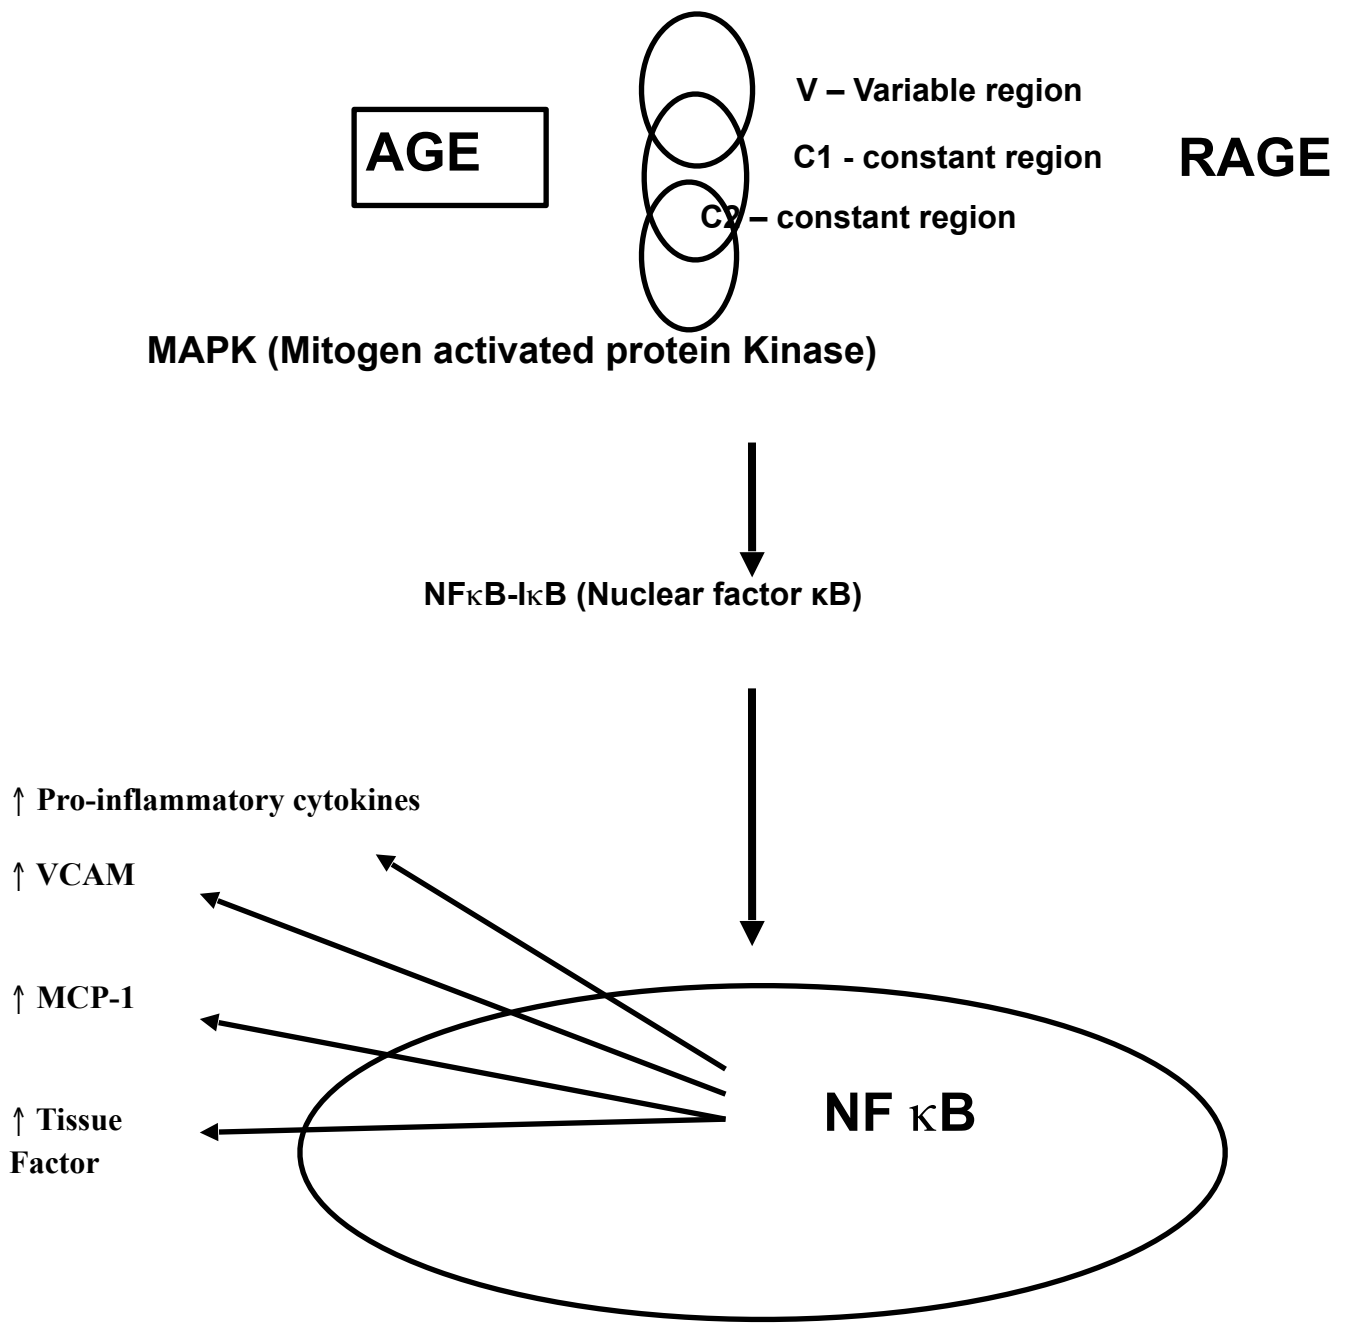 V – Variable region
AGE
C1 - constant region
RAGE
C2 – constant region
MAPK (Mitogen activated protein Kinase)
NFκB-IκB (Nuclear factor κB)
↑ Pro-inflammatory cytokines
↑ VCAM
↑ MCP-1
↑ Tissue
Factor
NF κB